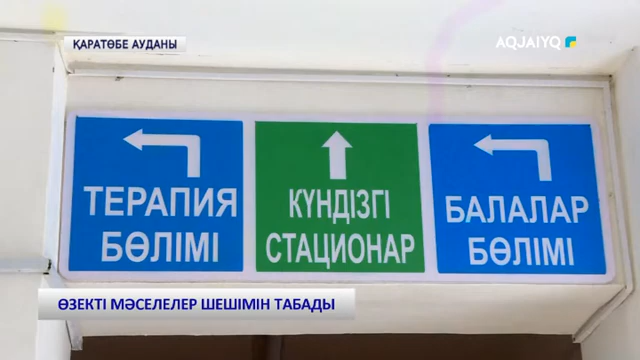 ҚАРАТӨБЕ АУДАНЫ
AQJAIYQ
ТЕРАПИЯ
БӨЛІМІ
КҮНДІЗГІ
СТАЦИОНАР
БАЛАЛАР
БӨЛІМІ
ӨЗЕКТІ МӘСЕЛЕЛЕР ШЕШІМІН ТАБАДЫ